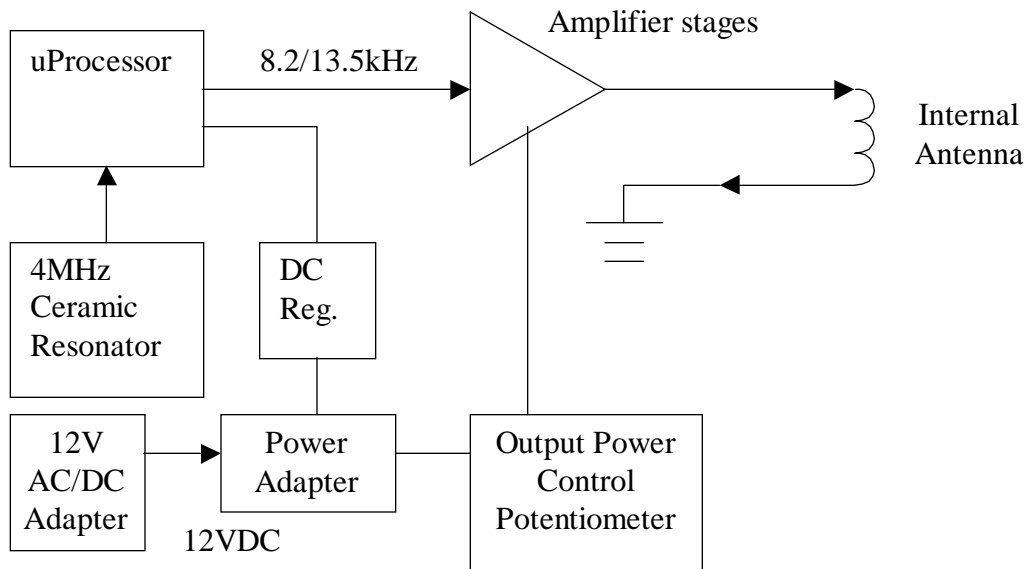 Amplifier stages
uProcessor
8.2/13.5kHz
Internal
Antenna
4MHz
Ceramic
Resonator
DC
Reg.
12V
AC/DC
Adapter
12VDC
Power
Adapter
Output Power
Control
Potentiometer